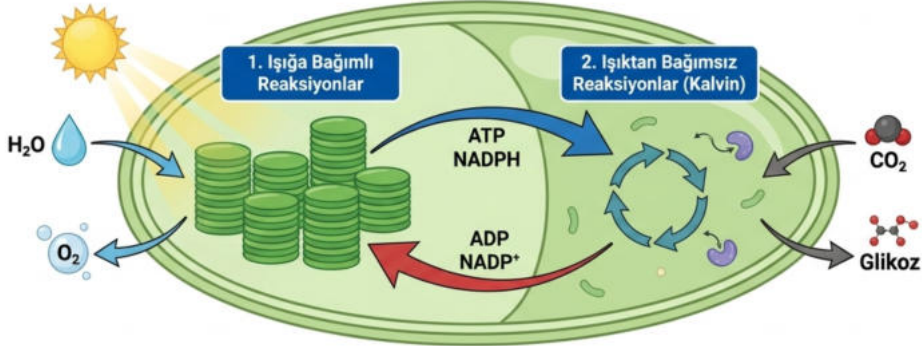 1. Işığa Bağımlı
Reaksiyonlar
2. Işıktan Bağımsız
Reaksiyonlar (Kalvin)
H₂O
ATP
NADPH
CO₂
O₂
ADP
NADP⁺
Glikoz